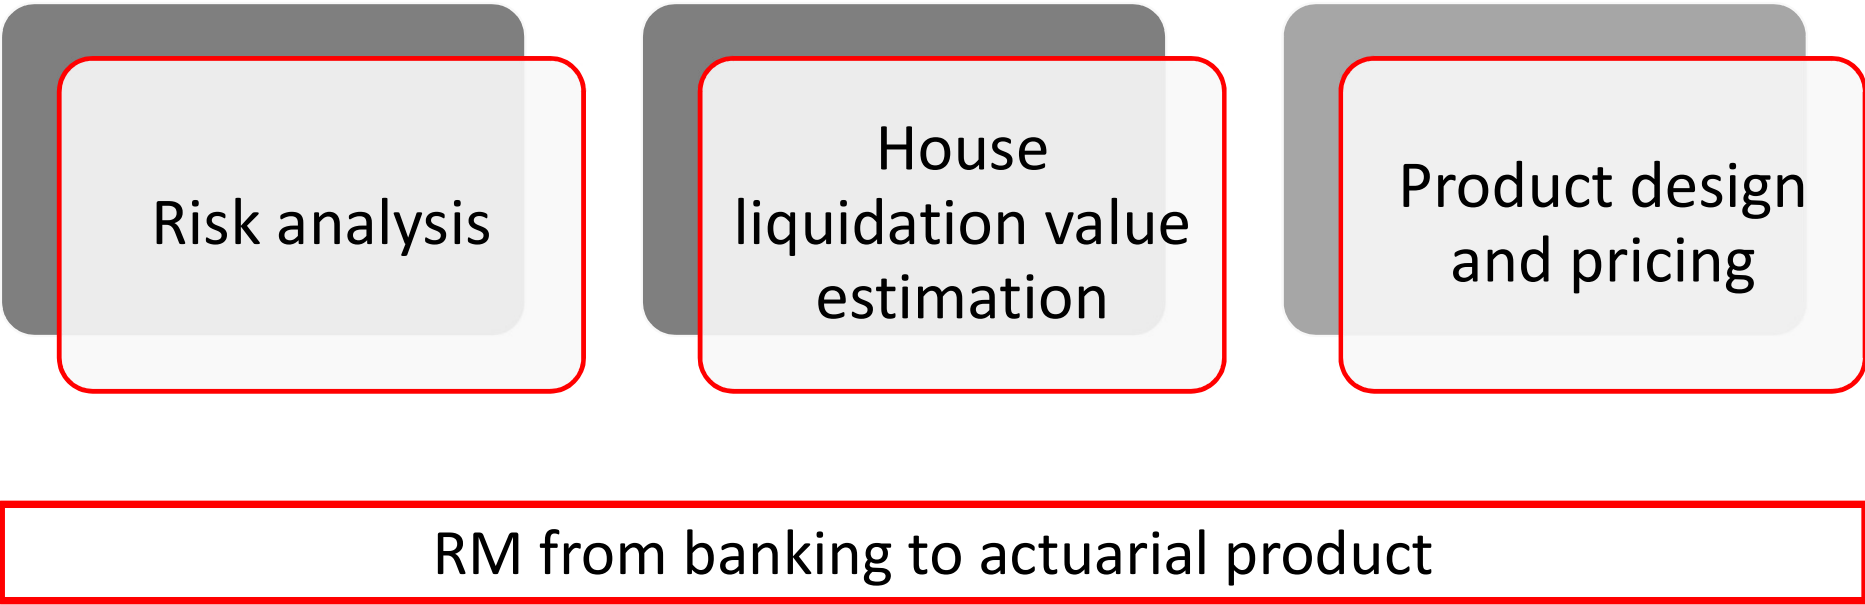 Risk analysis
House
liquidation value
estimation
Product design
and pricing
RM from banking to actuarial product